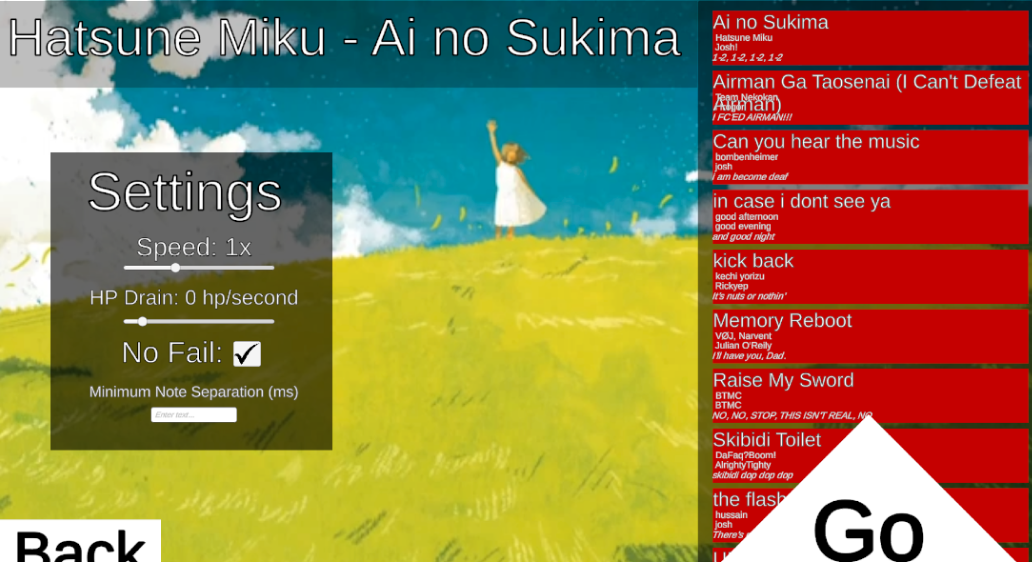 Hatsune Miku - Ai no Sukima
Settings
Speed: 1x
HP Drain: 0 hp/second
No Fail:
Minimum Note Separation (ms)
Enter text...
Back
Ai no Sukima
Hatsune Miku
Josh!
1-2, 1-2, 1-2, 1-2
Airman Ga Taosenai (I Can't Defeat
Airman)
Team Nekokan
I FC'ED AIRMAN!!!
Can you hear the music
bombenheimer
josh
i am become deaf
in case i dont see ya
good afternoon
good evening
and good night
kick back
kechi yorizu
Rickyep
It's nuts or nothin'
Memory Reboot
VØJ, Narvent
Julian O'Reily
I'll have you, Dad.
Raise My Sword
BTMC
BTMC
NO, NO, STOP, THIS ISN'T REAL, NO
Skibidi Toilet
DaFaq?Boom!
AlrightyTighty
skibidi dop dop dop
the flash
hussain
josh
There's
Go